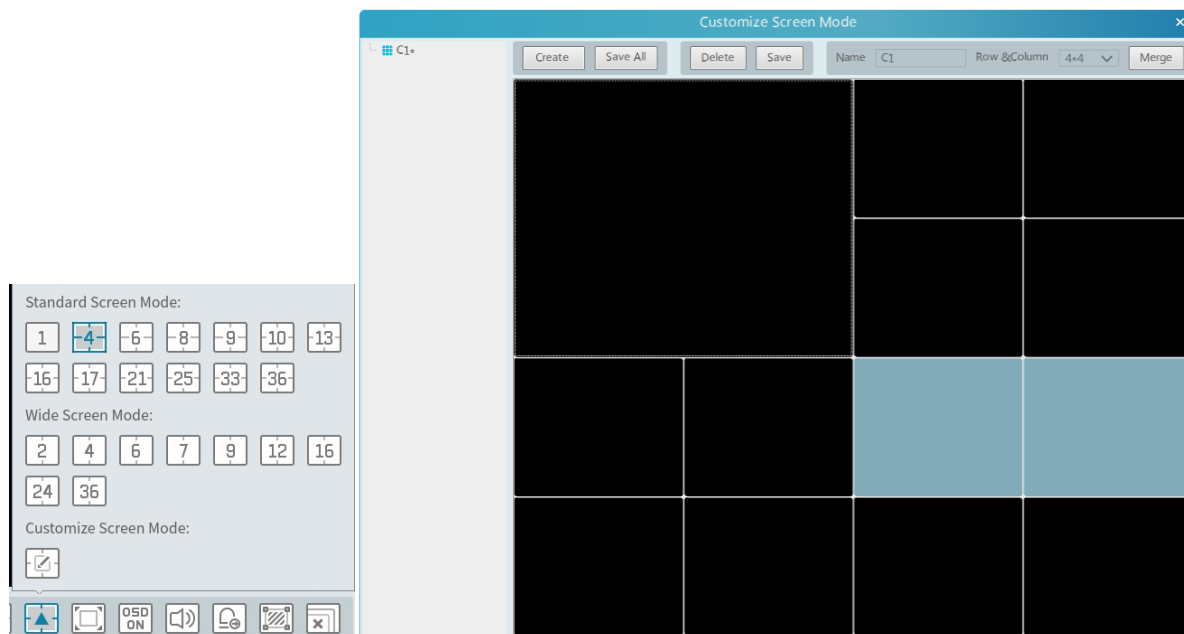 Customize Screen Mode
C1*
Create Save All Delete Save Name C1 Row &Column 4*4 Merge
Standard Screen Mode:
1 4 6 8 9 10 13
16 17 21 25 33 36
Wide Screen Mode:
2 4 6 7 9 12 16
24 36
Customize Screen Mode:
OSD
ON